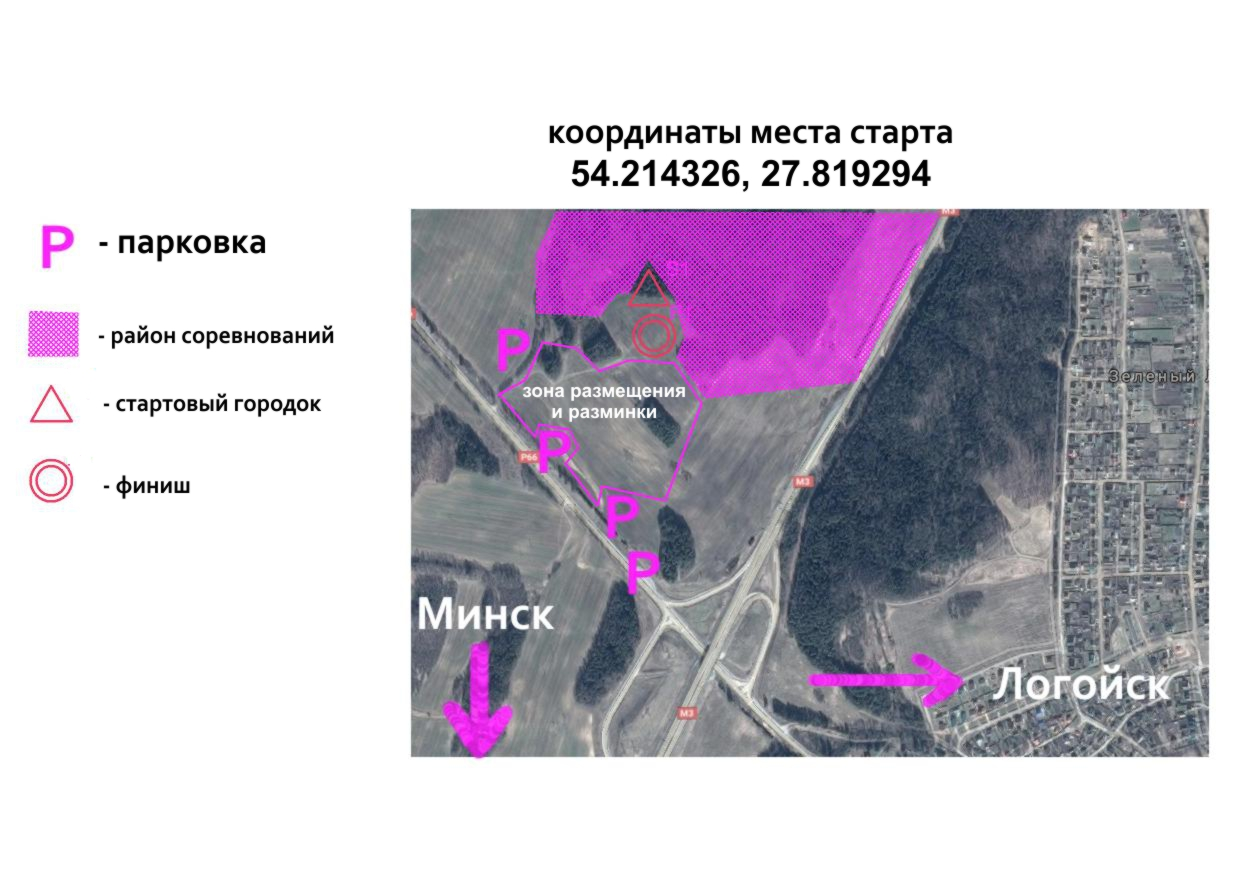 координаты места старта
54.214326, 27.819294
P - парковка
- район соревнований
- стартовый городок
- финиш
M3
P
зона размещения
и разминки
Зеленый
P
P66
M3
P
P
Минск
Логойск
M3